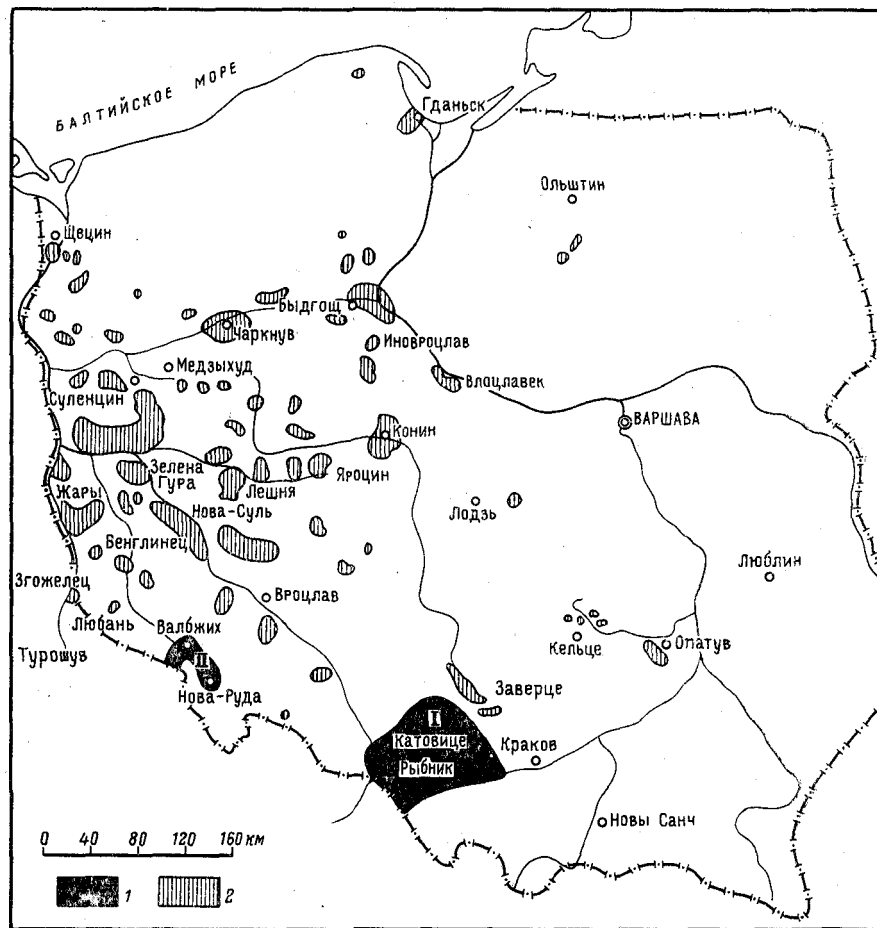 БАЛТИЙСКОЕ МОРЕ
Гданьск
Ольштин
Щецин
Быдгощ
Чаркнув
Иновроцлав
Медзыхуд
Влацлавек
Суленцин
ВАРШАВА
Конин
Зелена
Гура
Яроцин
Лешня
Жары
Нова-Суль
Лодзь
Венглинец
Люблин
Згожелец
Вроцлав
Любань
Валбжих
Турошув
II
Кельце
Опатув
Нова-Руда
Заверце
I
Катовице
Краков
Рыбник
Новы Санч
0 40 80 120 160 км
1 2